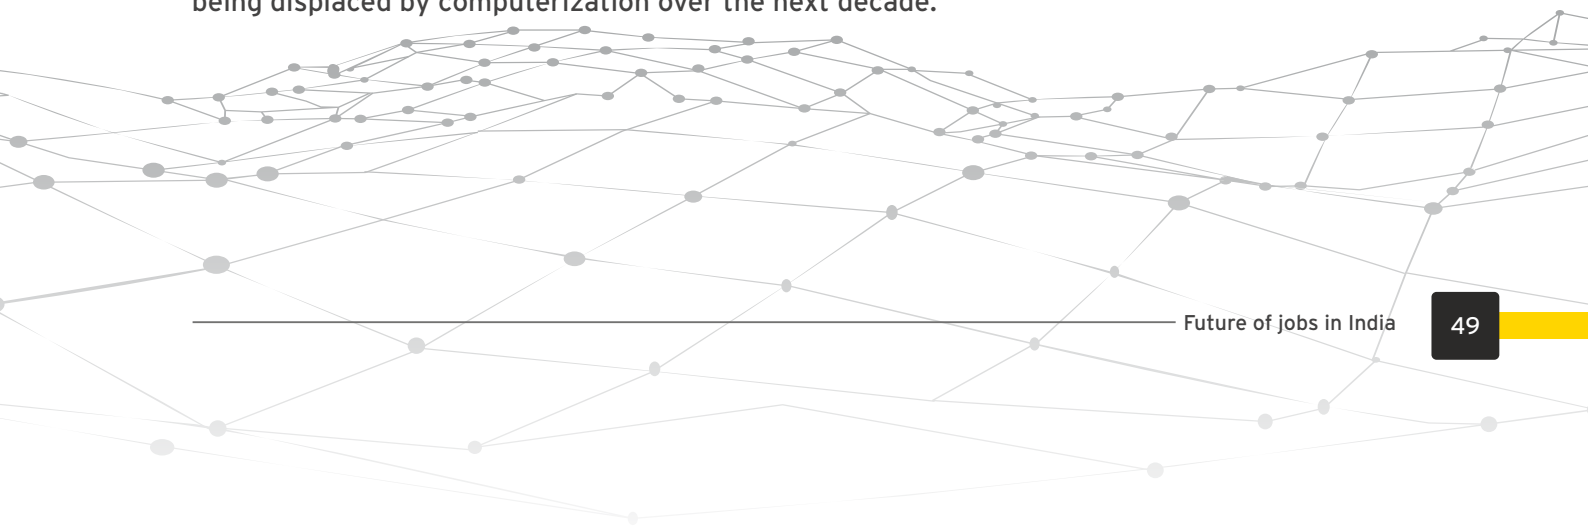 being displaced by computerization over the next decade.
Future of jobs in India
49